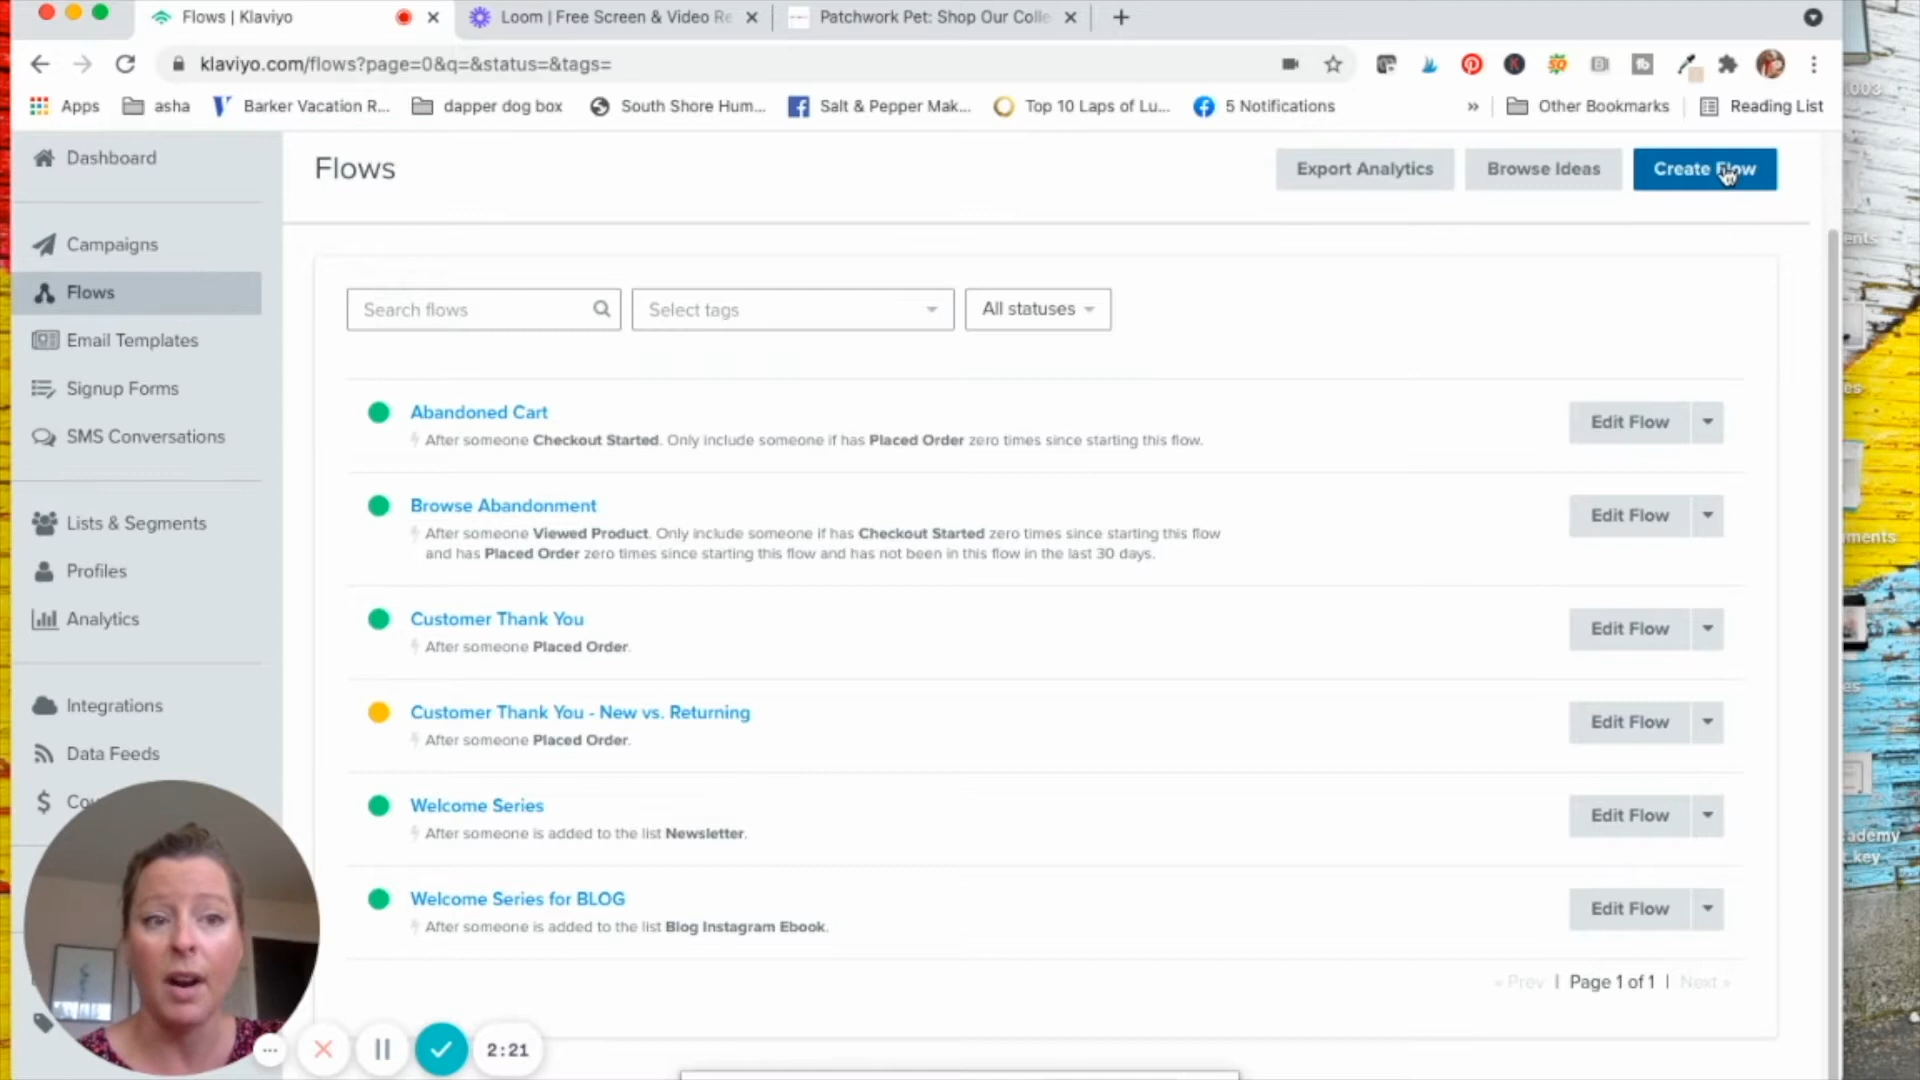 Flows | Klaviyo
Loom | Free Screen & Video Re
Patchwork Pet: Shop Our Colle
klaviyo.com/flows?page=0&q=&status=&tags=
Apps
asha
Barker Vacation R...
dapper dog box
South Shore Hum...
Salt & Pepper Mak...
Top 10 Laps of Lu...
5 Notifications
»
Other Bookmarks
Reading List
Dashboard
Campaigns
Flows
Email Templates
Signup Forms
SMS Conversations
Lists & Segments
Profiles
Analytics
Integrations
Data Feeds
Flows
Export Analytics
Browse Ideas
Create Flow
Search flows
Select tags
All statuses
Abandoned Cart
After someone Checkout Started. Only include someone if has Placed Order zero times since starting this flow.
Edit Flow
Browse Abandonment
After someone Viewed Product. Only include someone if has Checkout Started zero times since starting this flow
and has Placed Order zero times since starting this flow and has not been in this flow in the last 30 days.
Edit Flow
Customer Thank You
After someone Placed Order.
Edit Flow
Customer Thank You - New vs. Returning
After someone Placed Order.
Edit Flow
Welcome Series
After someone is added to the list Newsletter.
Edit Flow
Welcome Series for BLOG
After someone is added to the list Blog Instagram Ebook.
Edit Flow
« Prev | Page 1 of 1 | Next »
2:21